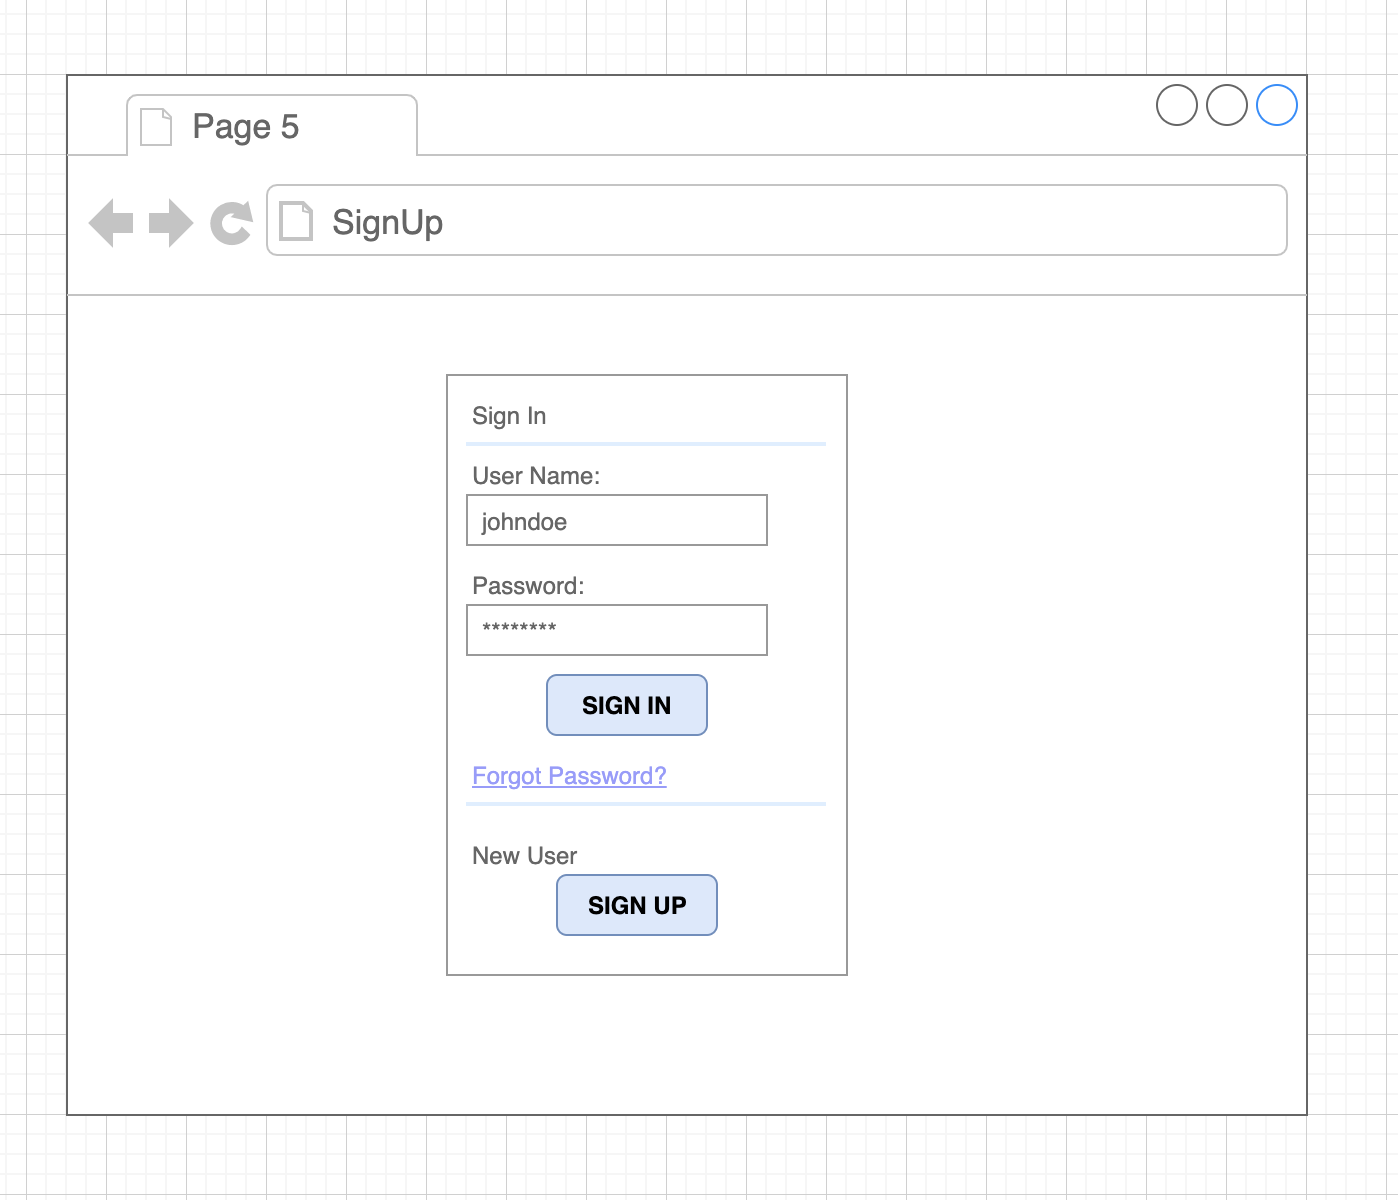 Page 5
SignUp
Sign In
User Name:
johndoe
Password:
********
SIGN IN
Forgot Password?
New User
SIGN UP